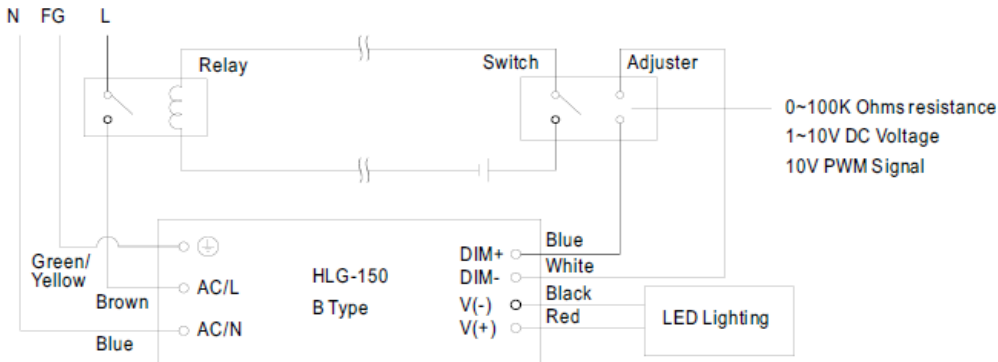 N FG L
Relay
Switch
Adjuster
0~100K Ohms resistance
1~10V DC Voltage
10V PWM Signal
Green/
Yellow
Brown
Blue
AC/L
AC/N
HLG-150
B Type
DIM+
DIM-
V(-)
V(+)
Blue
White
Black
Red
LED Lighting